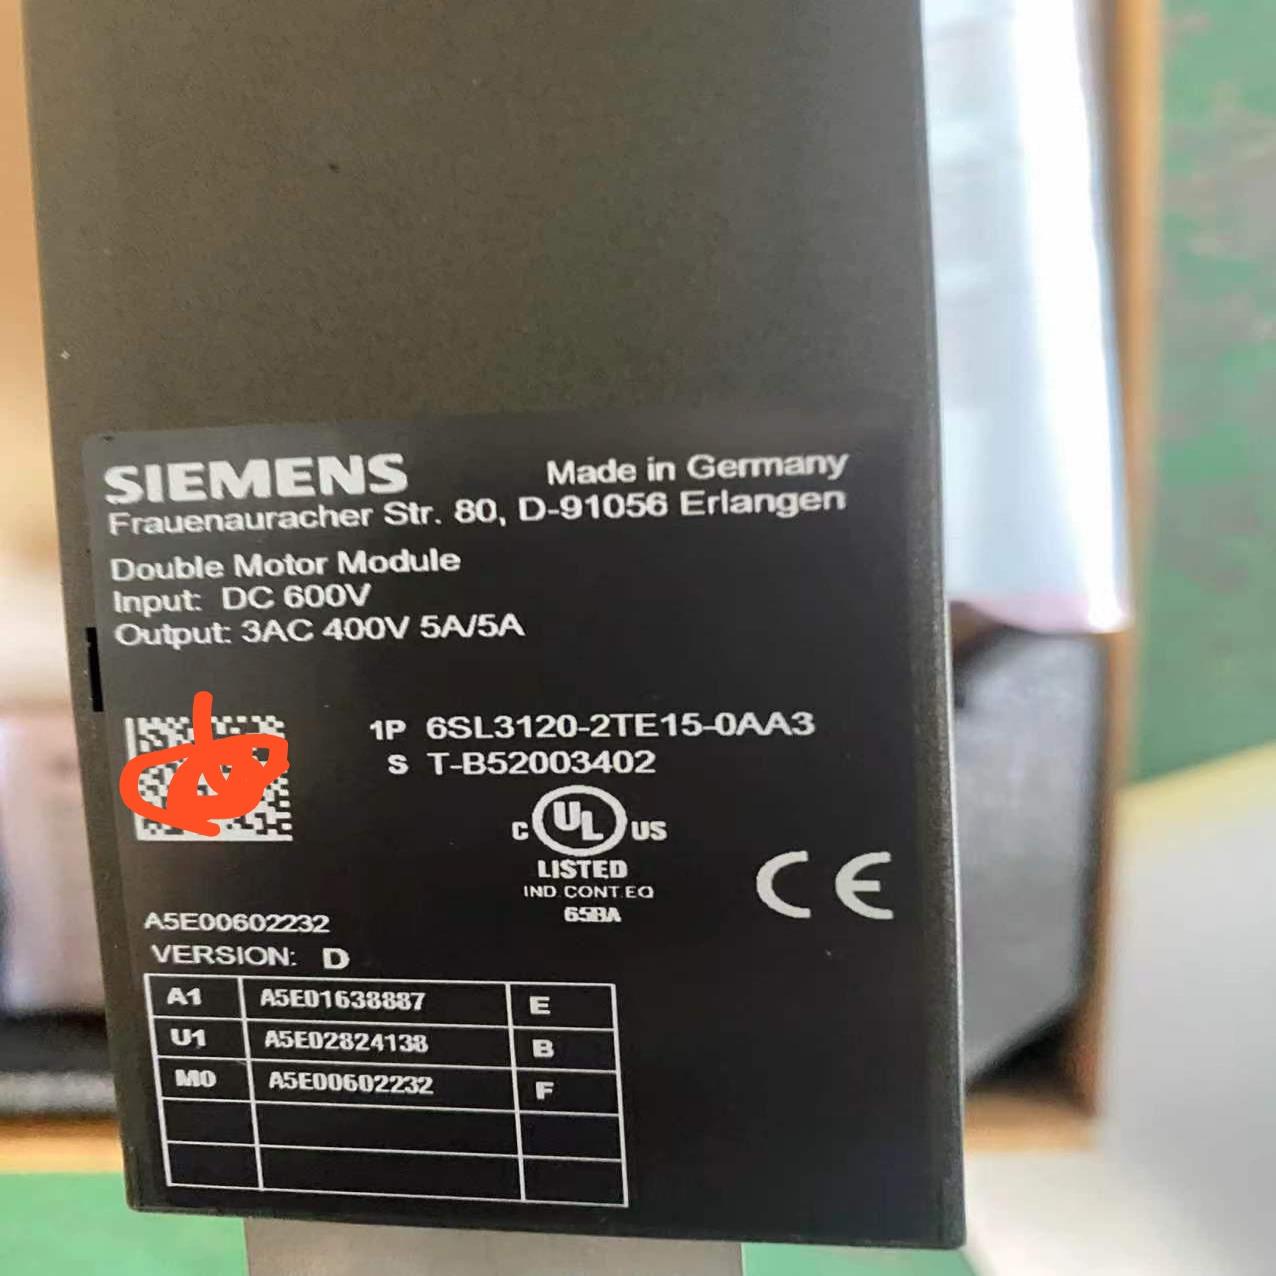 SIEMENS Made in Germany
Frauenauracher Str. 80, D-91056 Erlangen
Double Motor Module
Input: DC 600V
Output: 3AC 400V 5A/5A
1P 6SL3120-2TE15-0AA3
S T-B52003402
C UL US
LISTED
IND.CONT.EQ
65BA
CE
A5E00602232
VERSION: D
A1 A5E01638887 E
U1 A5E02824138 B
M0 A5E00602232 F